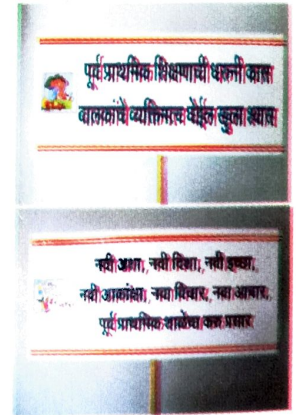 पूर्व प्राथमिक शिक्षणाची धरुनी कास
बालकांचे व्यक्तिमत्व घेईल खुला श्वास
नवी आशा, नवी दिशा, नवी इच्छा,
नवी आकांक्षा, नवा विचार, नवा आचार,
पूर्व प्राथमिक शाळेचा करु प्रसार